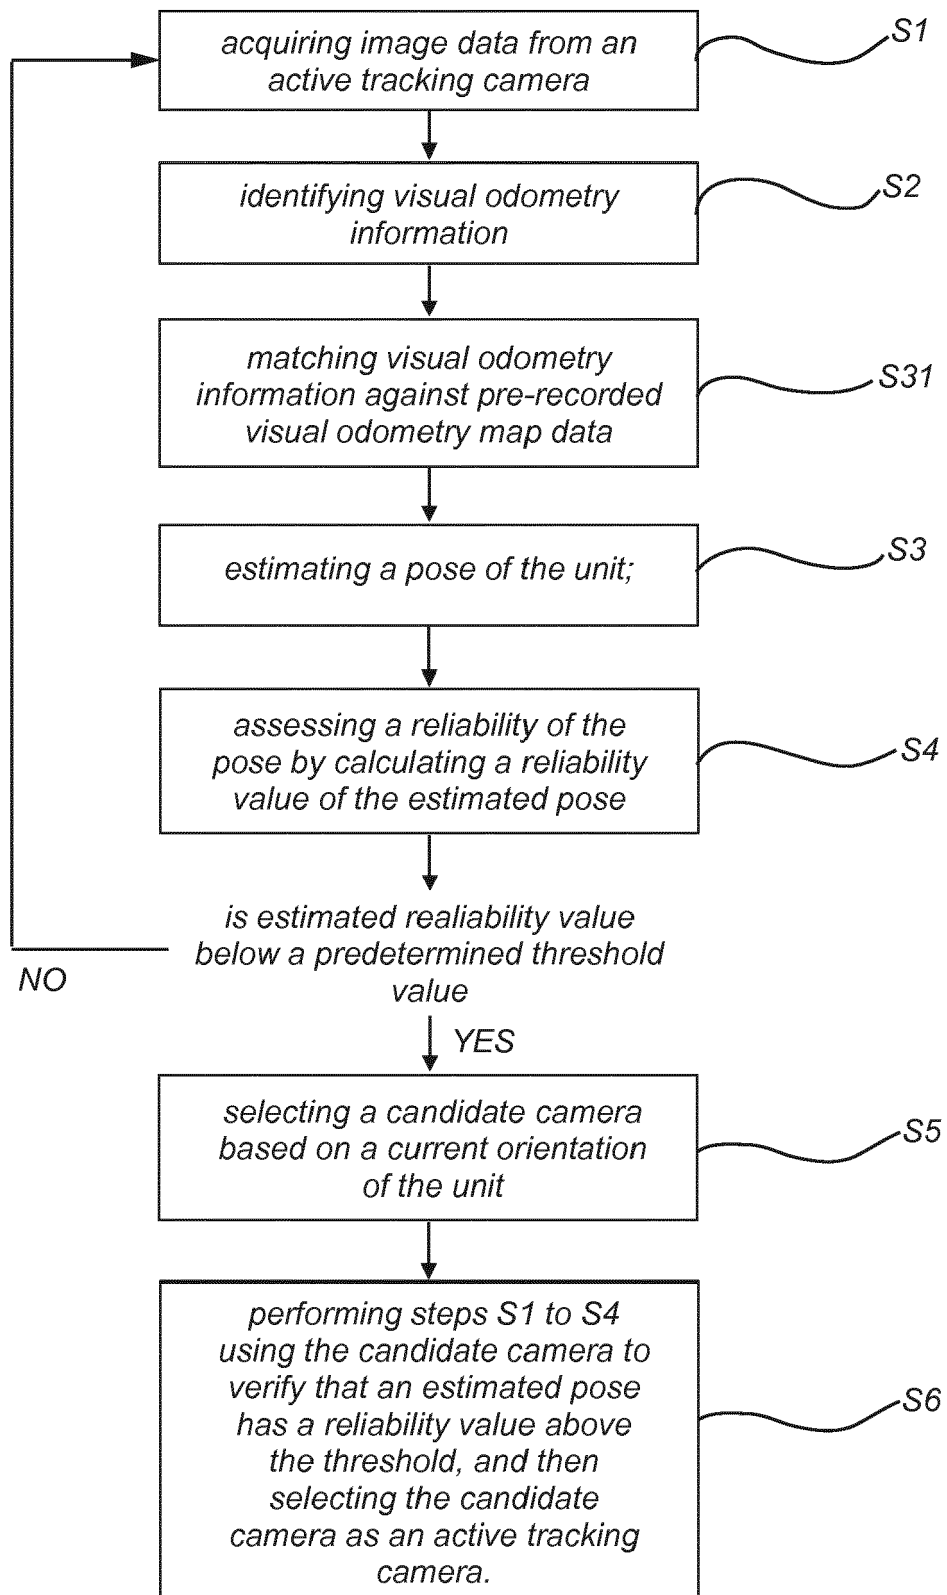 acquiring image data from an
active tracking camera
S1
identifying visual odometry
information
S2
matching visual odometry
information against pre-recorded
visual odometry map data
S31
estimating a pose of the unit;
S3
assessing a reliability of the
pose by calculating a reliability
value of the estimated pose
S4
is estimated realiability value
below a predetermined threshold
value
NO
YES
selecting a candidate camera
based on a current orientation
of the unit
S5
performing steps S1 to S4
using the candidate camera to
verify that an estimated pose
has a reliability value above
the threshold, and then
selecting the candidate
camera as an active tracking
camera.
S6